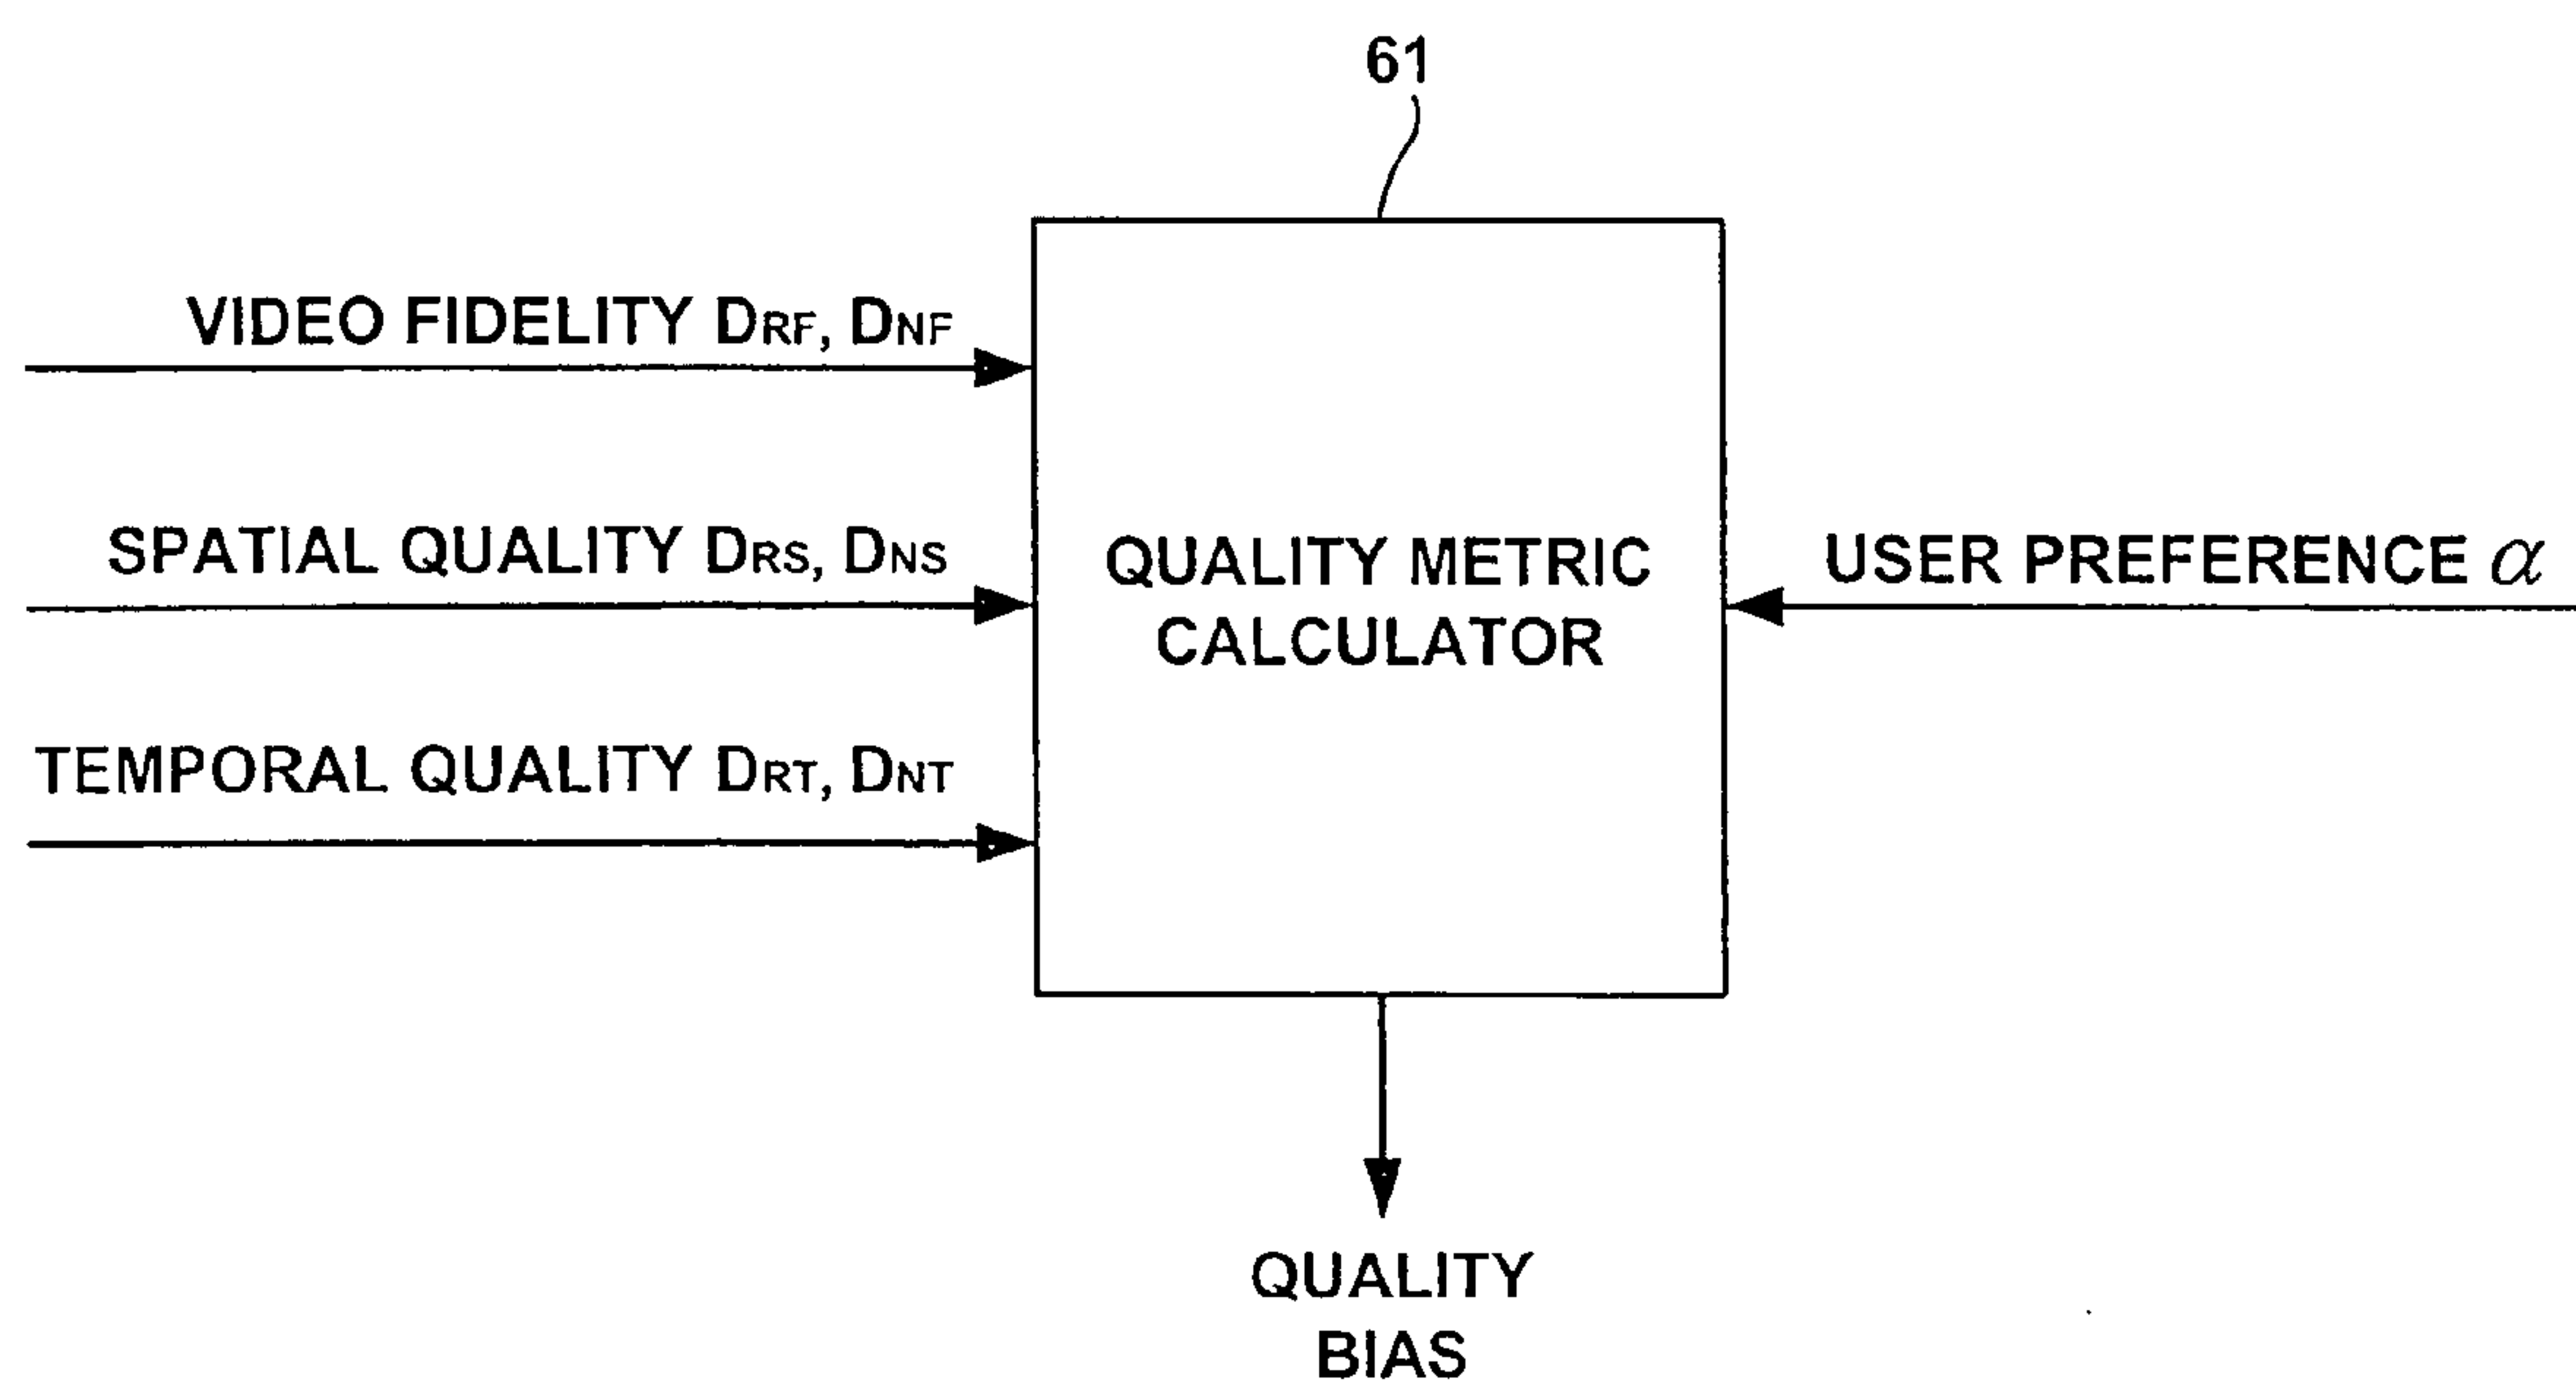 61
VIDEO FIDELITY DRF, DNF
SPATIAL QUALITY DRS, DNS
QUALITY METRIC
CALCULATOR
USER PREFERENCE α
TEMPORAL QUALITY DRT, DNT
QUALITY
BIAS